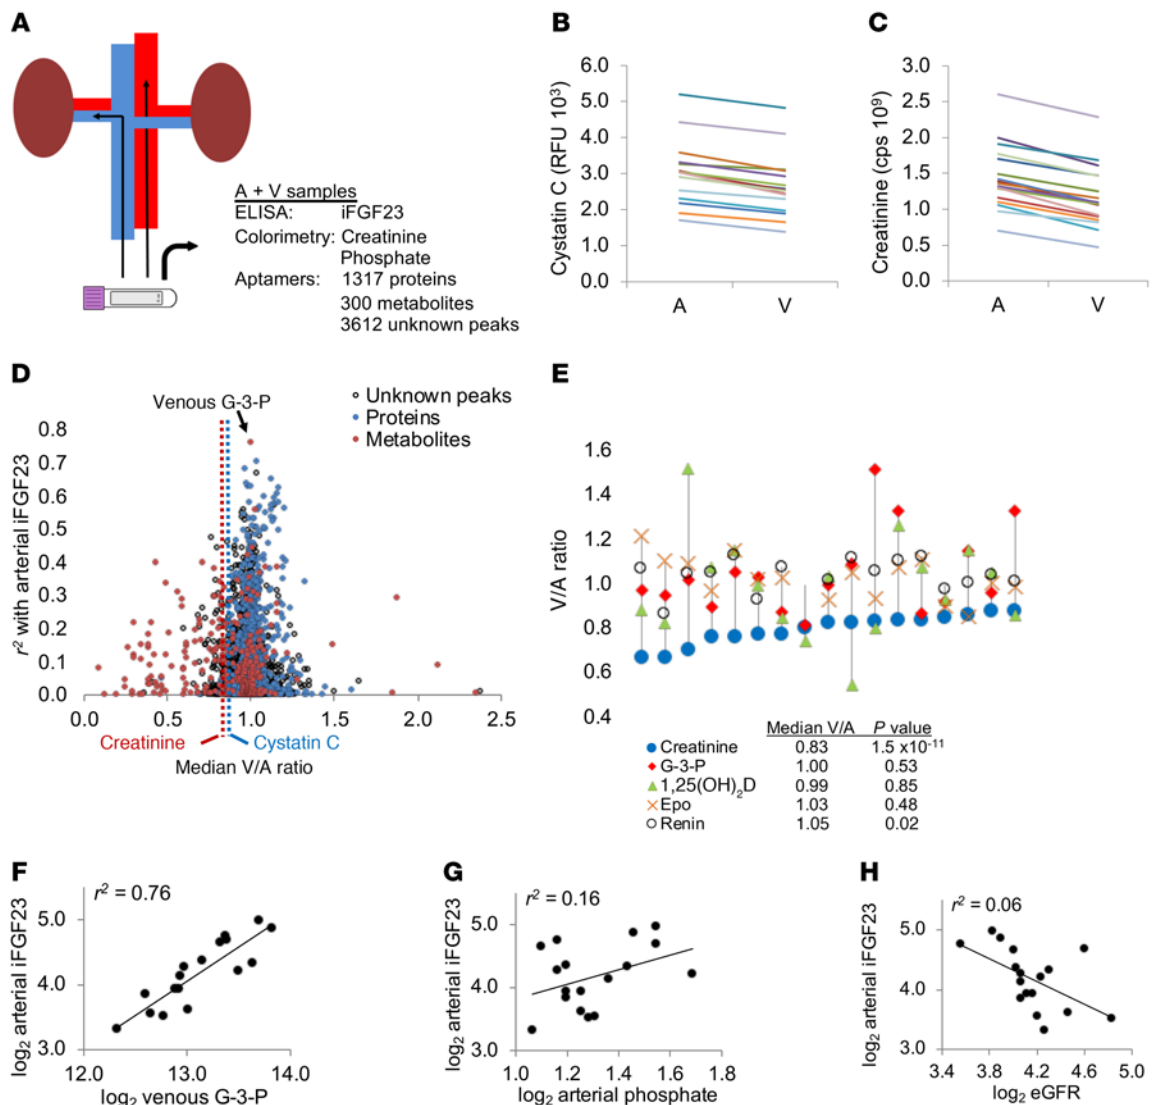 A
A + V samples
ELISA: iFGF23
Colorimetry: Creatinine
Phosphate
Aptamers: 1317 proteins
300 metabolites
3612 unknown peaks
B
Cystatin C (RFU 10³)
6.0
5.0
4.0
3.0
2.0
1.0
0.0
A V
C
Creatinine (cps 10⁹)
3.0
2.5
2.0
1.5
1.0
0.5
0.0
A V
D
Venous G-3-P
Unknown peaks
Proteins
Metabolites
r² with arterial iFGF23
0.8
0.7
0.6
0.5
0.4
0.3
0.2
0.1
0.0
0.0 0.5 1.0 1.5 2.0 2.5
Creatinine Cystatin C
Median V/A ratio
E
V/A ratio
1.6
1.4
1.2
1.0
0.8
0.6
0.4
Median V/A P value
Creatinine 0.83 1.5 x10⁻¹¹
G-3-P 1.00 0.53
1,25(OH)₂D 0.99 0.85
Epo 1.03 0.48
Renin 1.05 0.02
F
r² = 0.76
log₂ arterial iFGF23
5.0
4.0
3.0
12.0 13.0 14.0
log₂ venous G-3-P
G
r² = 0.16
log₂ arterial iFGF23
5.0
4.0
3.0
1.0 1.2 1.4 1.6 1.8
log₂ arterial phosphate
H
r² = 0.06
log₂ arterial iFGF23
5.0
4.0
3.0
3.4 4.2 5.0
log₂ eGFR